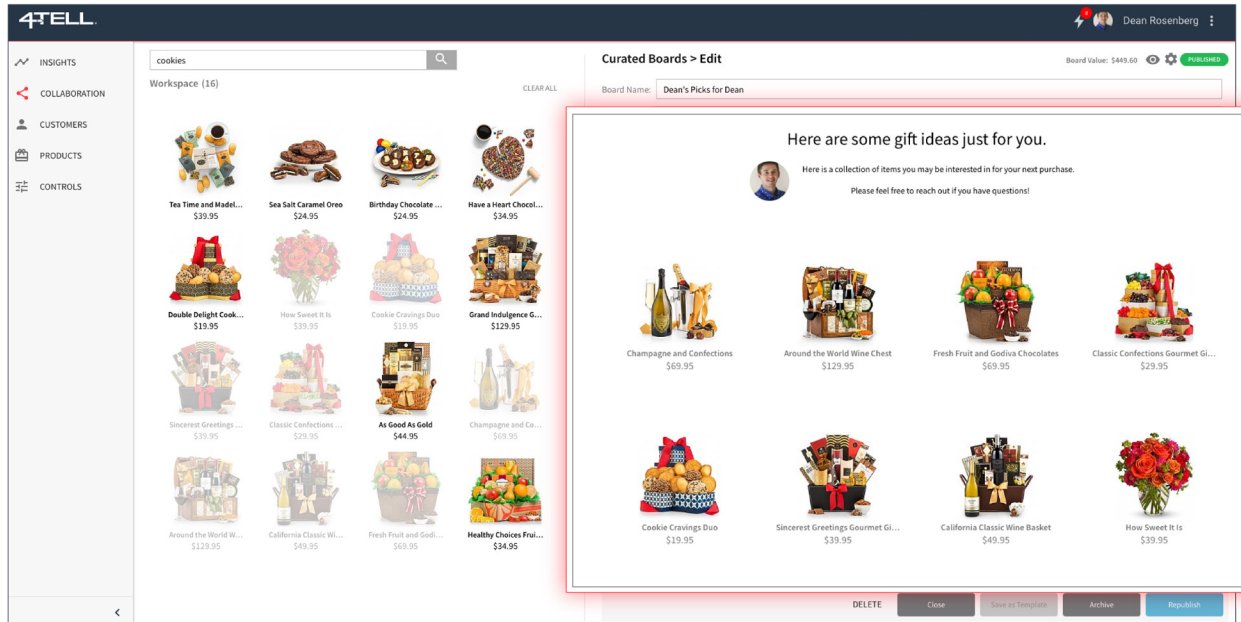 4TELL
9
Dean Rosenberg
INSIGHTS
COLLABORATION
CUSTOMERS
PRODUCTS
CONTROLS
cookies
Workspace (16)
CLEAR ALL
Tea Time and Madel... Sea Salt Caramel Oreo Birthday Chocolate ... Have a Heart Chocol...
$39.95 $24.95 $24.95 $34.95
Double Delight Cook... How Sweet It Is Cookie Cravings Duo Grand Indulgence G...
$19.95 $39.95 $19.95 $129.95
Sincerest Greetings ... Classic Confections ... As Good As Gold Champagne and Co...
$39.95 $29.95 $44.95 $69.95
Around the World W... California Classic Wi... Fresh Fruit and Godi... Healthy Choices Frui...
$129.95 $49.95 $69.95 $34.95
Curated Boards > Edit
Board Value: $449.60
PUBLISHED
Board Name: Dean's Picks for Dean
Here are some gift ideas just for you.
Here is a collection of items you may be interested in for your next purchase.
Please feel free to reach out if you have questions!
Champagne and Confections Around the World Wine Chest Fresh Fruit and Godiva Chocolates Classic Confections Gourmet Gi...
$69.95 $129.95 $69.95 $29.95
Cookie Cravings Duo Sincerest Greetings Gourmet Gi... California Classic Wine Basket How Sweet It Is
$19.95 $39.95 $49.95 $39.95
DELETE Close Save as Template Archive Republish